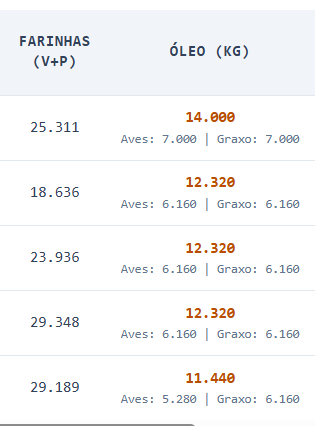 FARINHAS (V+P)
ÓLEO (KG)
25.311
14.000
Aves: 7.000 | Graxo: 7.000
18.636
12.320
Aves: 6.160 | Graxo: 6.160
23.936
12.320
Aves: 6.160 | Graxo: 6.160
29.348
12.320
Aves: 6.160 | Graxo: 6.160
29.189
11.440
Aves: 5.280 | Graxo: 6.160